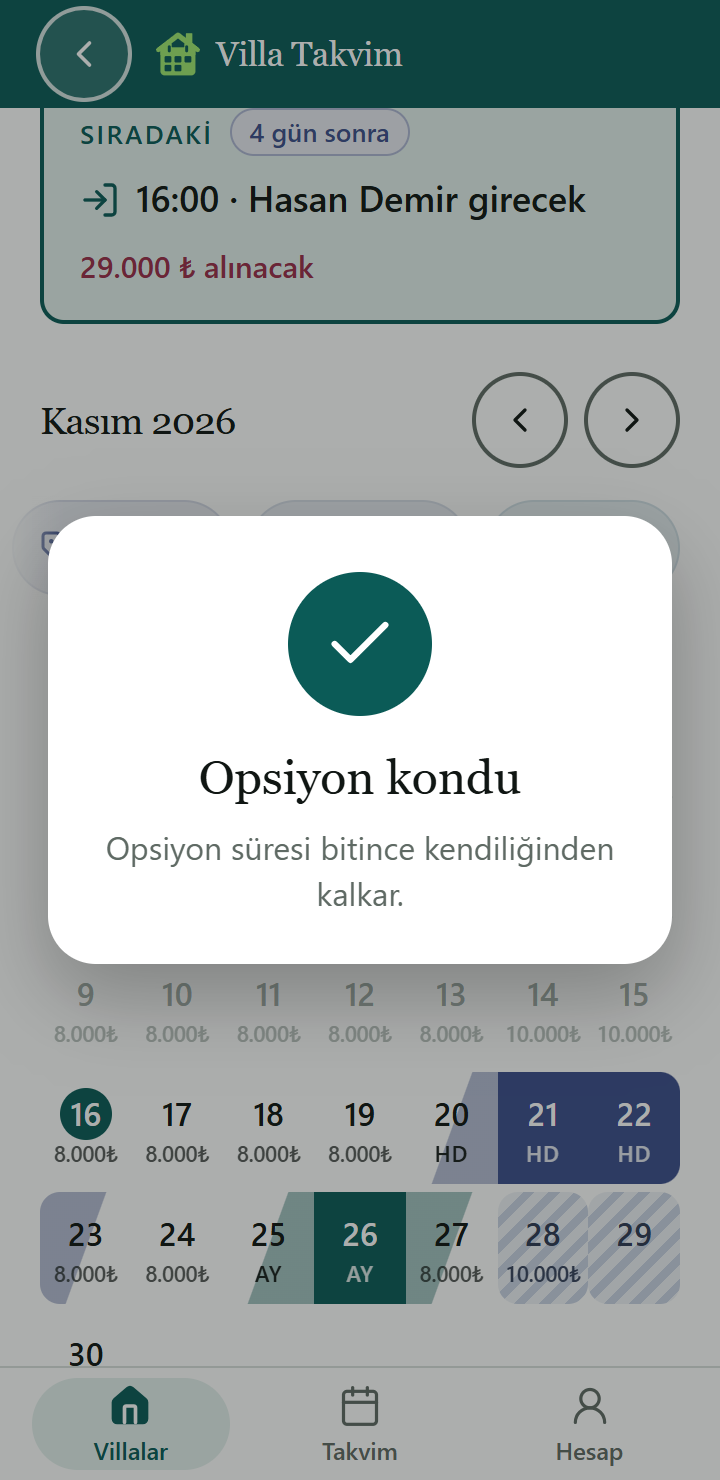 Villa Takvim
SIRADAKİ 4 gün sonra
16:00 · Hasan Demir girecek
29.000 ₺ alınacak
Kasım 2026
Opsiyon kondu
Opsiyon süresi bitince kendiliğinden
kalkar.
9 10 11 12 13 14 15
8.000₺ 8.000₺ 8.000₺ 8.000₺ 8.000₺ 10.000₺ 10.000₺
16 17 18 19 20 21 22
8.000₺ 8.000₺ 8.000₺ 8.000₺ HD HD HD
23 24 25 26 27 28 29
8.000₺ 8.000₺ AY AY 8.000₺ 10.000₺
30
Villalar Takvim Hesap